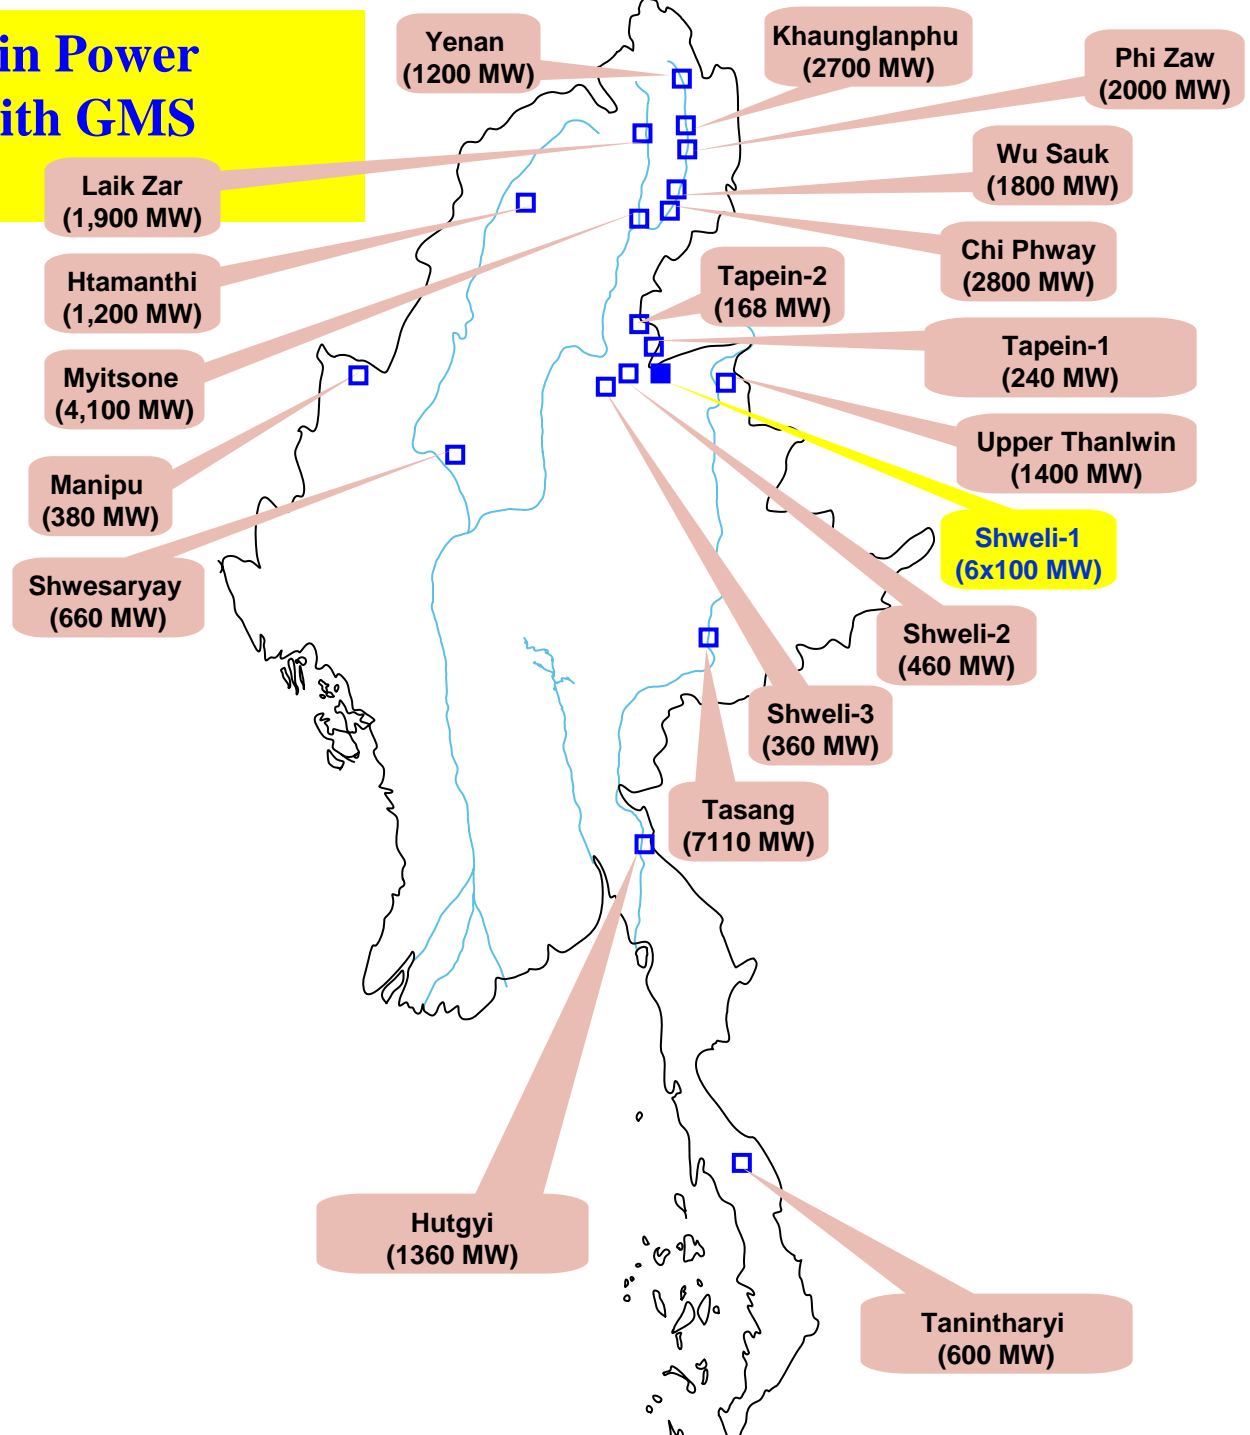 in Power
ith GMS
Yenan
(1200 MW)
Khaunglanphu
(2700 MW)
Phi Zaw
(2000 MW)
Laik Zar
(1,900 MW)
Wu Sauk
(1800 MW)
Htamanthi
(1,200 MW)
Chi Phway
(2800 MW)
Tapein-2
(168 MW)
Myitsone
(4,100 MW)
Tapein-1
(240 MW)
Upper Thanlwin
(1400 MW)
Manipu
(380 MW)
Shweli-1
(6x100 MW)
Shwesaryay
(660 MW)
Shweli-2
(460 MW)
Shweli-3
(360 MW)
Tasang
(7110 MW)
Hutgyi
(1360 MW)
Tanintharyi
(600 MW)